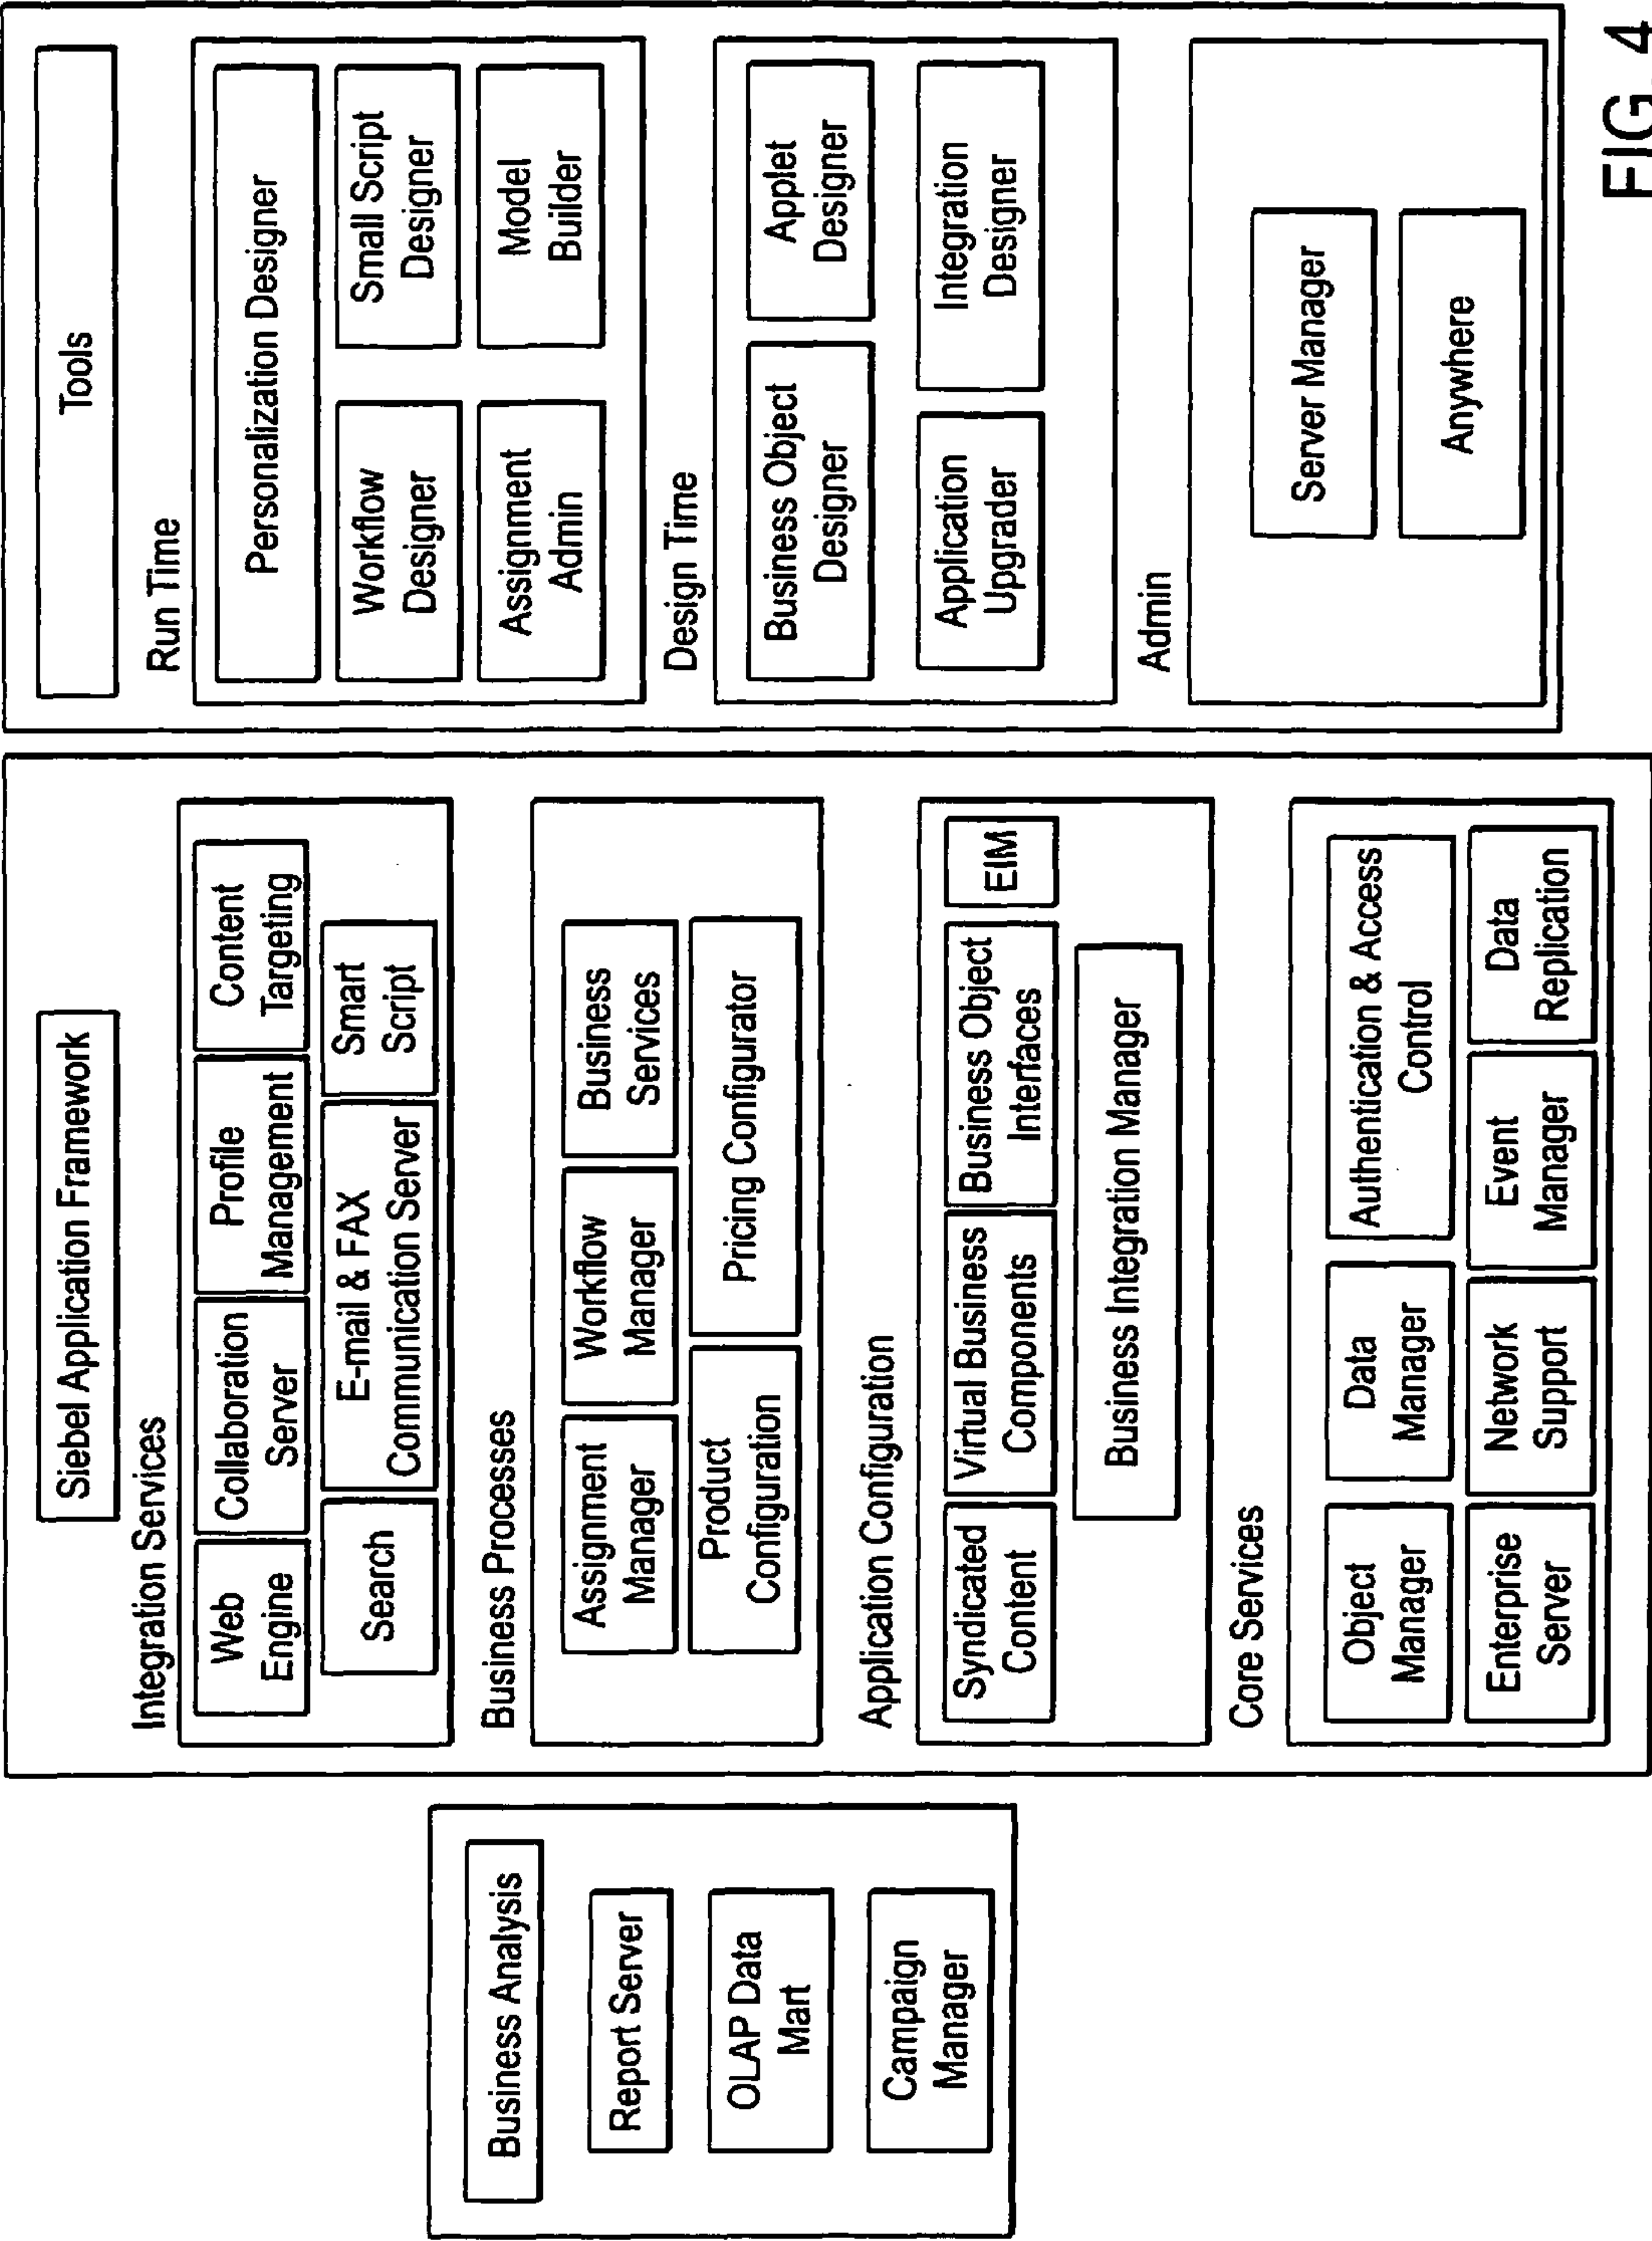 Business Analysis
Report Server
OLAP Data
Mart
Campaign
Manager
Siebel Application Framework
Integration Services
Web
Engine
Collaboration
Server
Profile
Management
Content
Targeting
Search
E-mail & FAX
Communication Server
Smart
Script
Business Processes
Assignment
Manager
Workflow
Manager
Business
Services
Product
Configuration
Pricing Configurator
Application Configuration
Syndicated
Content
Virtual Business
Components
Business Object
Interfaces
EIM
Business Integration Manager
Core Services
Object
Manager
Data
Manager
Authentication & Access
Control
Enterprise
Server
Network
Support
Event
Manager
Data
Replication
Tools
Run Time
Personalization Designer
Workflow
Designer
Small Script
Designer
Assignment
Admin
Model
Builder
Design Time
Business Object
Designer
Applet
Designer
Application
Upgrader
Integration
Designer
Admin
Server Manager
Anywhere
FIG. 4